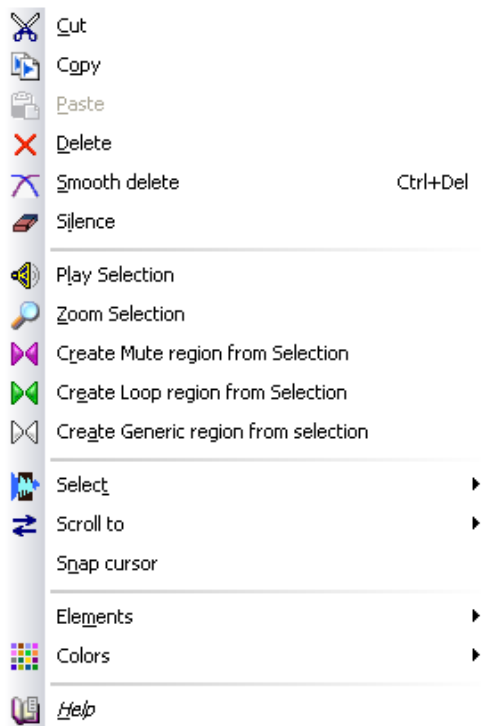 Cut
Copy
Paste
Delete
Smooth delete Ctrl+Del
Silence
Play Selection
Zoom Selection
Create Mute region from Selection
Create Loop region from Selection
Create Generic region from selection
Select
Scroll to
Snap cursor
Elements
Colors
Help